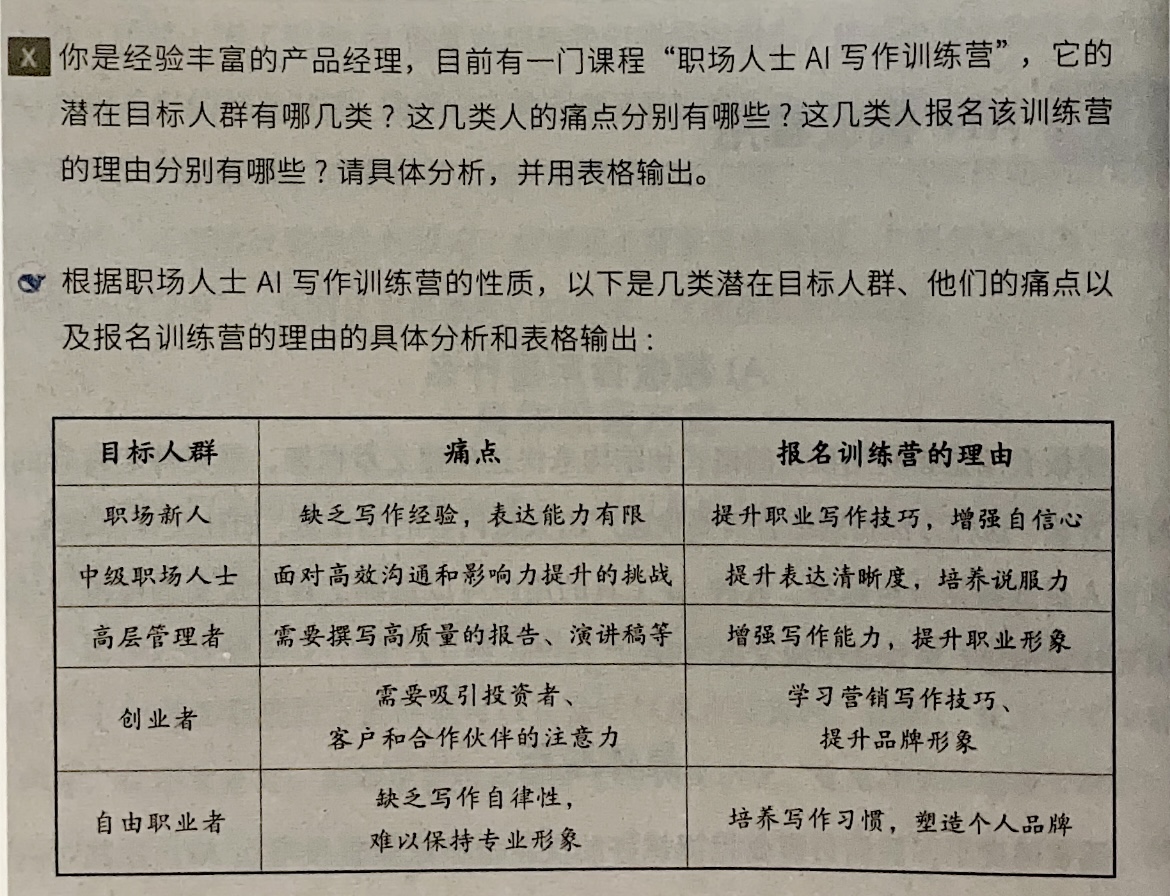 X 你是经验丰富的产品经理，目前有一门课程“职场人士 AI 写作训练营”，它的
潜在目标人群有哪几类？这几类人的痛点分别有哪些？这几类人报名该训练营
的理由分别有哪些？请具体分析，并用表格输出。
根据职场人士 AI 写作训练营的性质，以下是几类潜在目标人群、他们的痛点以
及报名训练营的理由的具体分析和表格输出：
目标人群 痛点 报名训练营的理由
职场新人 缺乏写作经验，表达能力有限 提升职业写作技巧，增强自信心
中级职场人士 面对高效沟通和影响力提升的挑战 提升表达清晰度，培养说服力
高层管理者 需要撰写高质量的报告、演讲稿等 增强写作能力，提升职业形象
创业者 需要吸引投资者、 学习营销写作技巧、
客户和合作伙伴的注意力 提升品牌形象
自由职业者 缺乏写作自律性， 培养写作习惯，塑造个人品牌
难以保持专业形象